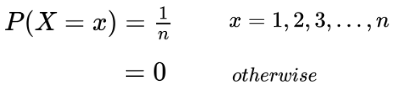 P(X = x) = 1/n    x = 1, 2, 3, . . . , n
= 0    otherwise